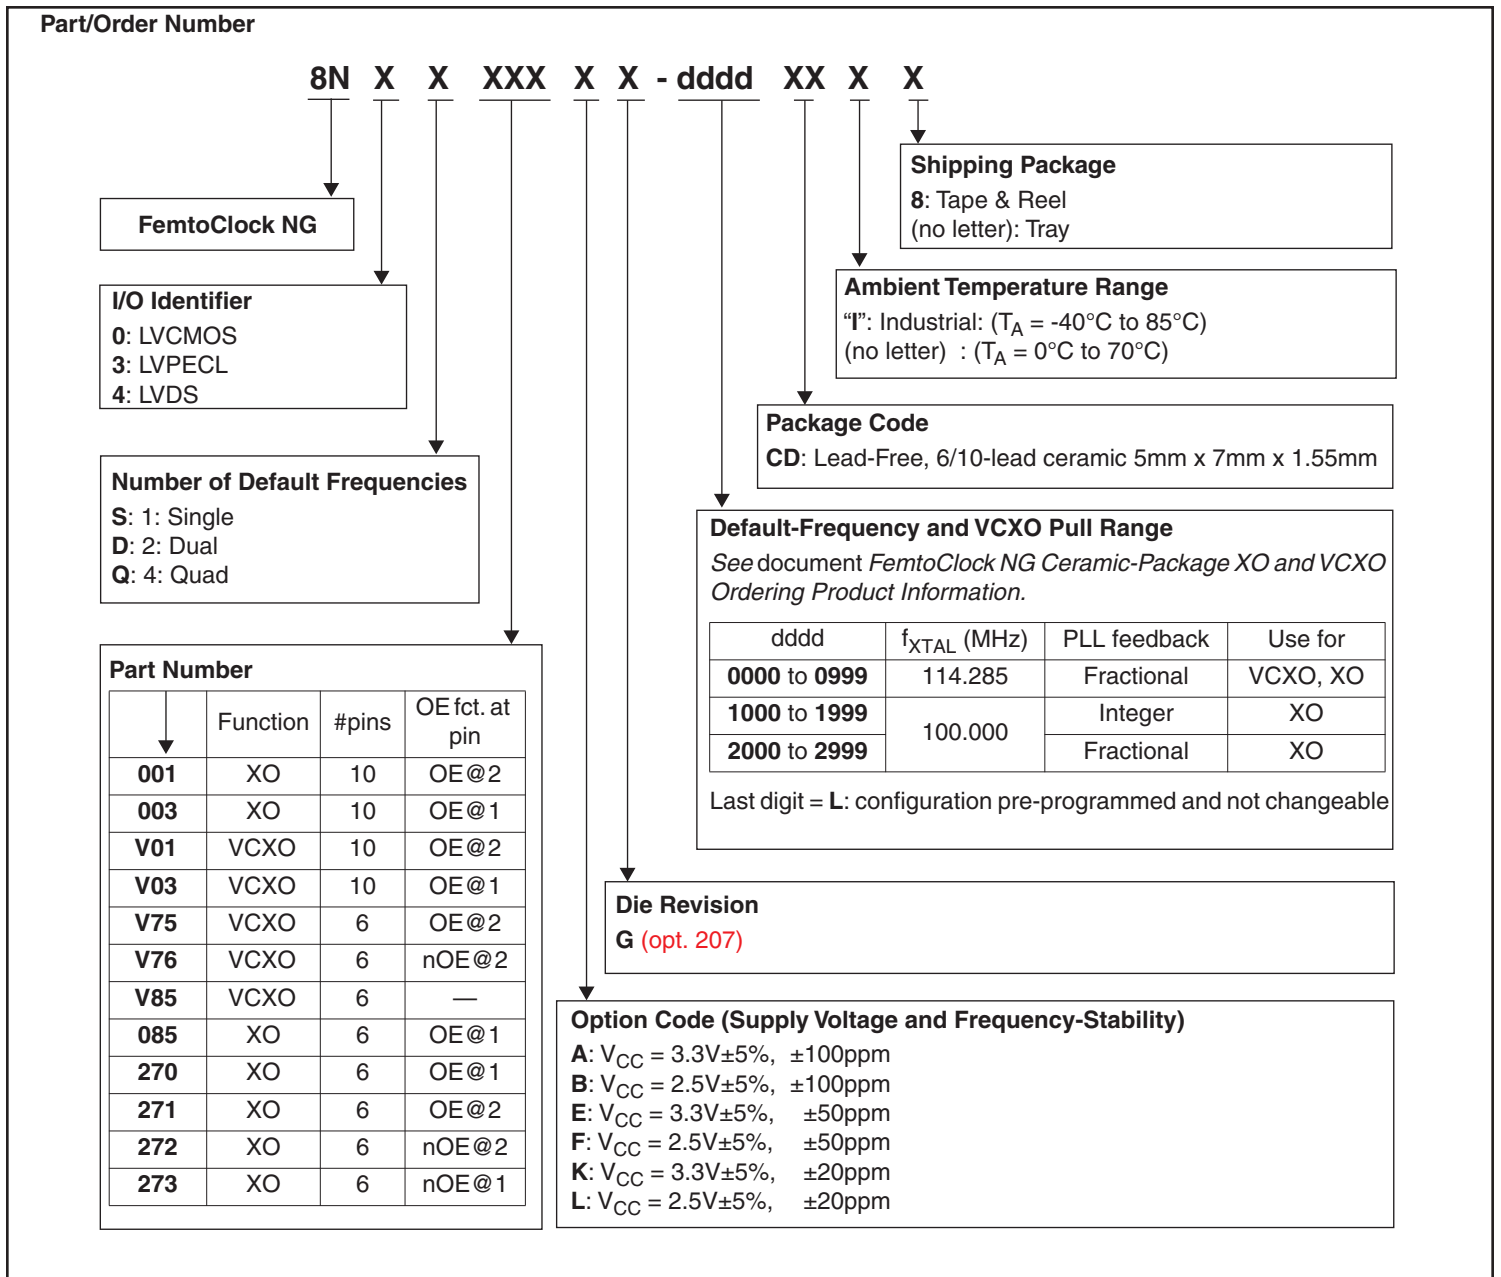 Part/Order Number
8N X X XXX X X - dddd XX X X
Shipping Package
8: Tape & Reel
(no letter): Tray
FemtoClock NG
Ambient Temperature Range
“I”: Industrial: (TA = -40°C to 85°C)
(no letter) : (TA = 0°C to 70°C)
I/O Identifier
0: LVCMOS
3: LVPECL
4: LVDS
Package Code
CD: Lead-Free, 6/10-lead ceramic 5mm x 7mm x 1.55mm
Number of Default Frequencies
S: 1: Single
D: 2: Dual
Q: 4: Quad
Default-Frequency and VCXO Pull Range
See document FemtoClock NG Ceramic-Package XO and VCXO
Ordering Product Information.
dddd fXTAL (MHz) PLL feedback Use for
0000 to 0999 114.285 Fractional VCXO, XO
1000 to 1999 100.000 Integer XO
2000 to 2999 Fractional XO
Last digit = L: configuration pre-programmed and not changeable
Part Number
Function #pins OE fct. at
pin
001 XO 10 OE@2
003 XO 10 OE@1
V01 VCXO 10 OE@2
V03 VCXO 10 OE@1
V75 VCXO 6 OE@2
V76 VCXO 6 nOE@2
V85 VCXO 6 —
085 XO 6 OE@1
270 XO 6 OE@1
271 XO 6 OE@2
272 XO 6 nOE@2
273 XO 6 nOE@1
Die Revision
G (opt. 207)
Option Code (Supply Voltage and Frequency-Stability)
A: VCC = 3.3V±5%, ±100ppm
B: VCC = 2.5V±5%, ±100ppm
E: VCC = 3.3V±5%, ±50ppm
F: VCC = 2.5V±5%, ±50ppm
K: VCC = 3.3V±5%, ±20ppm
L: VCC = 2.5V±5%, ±20ppm